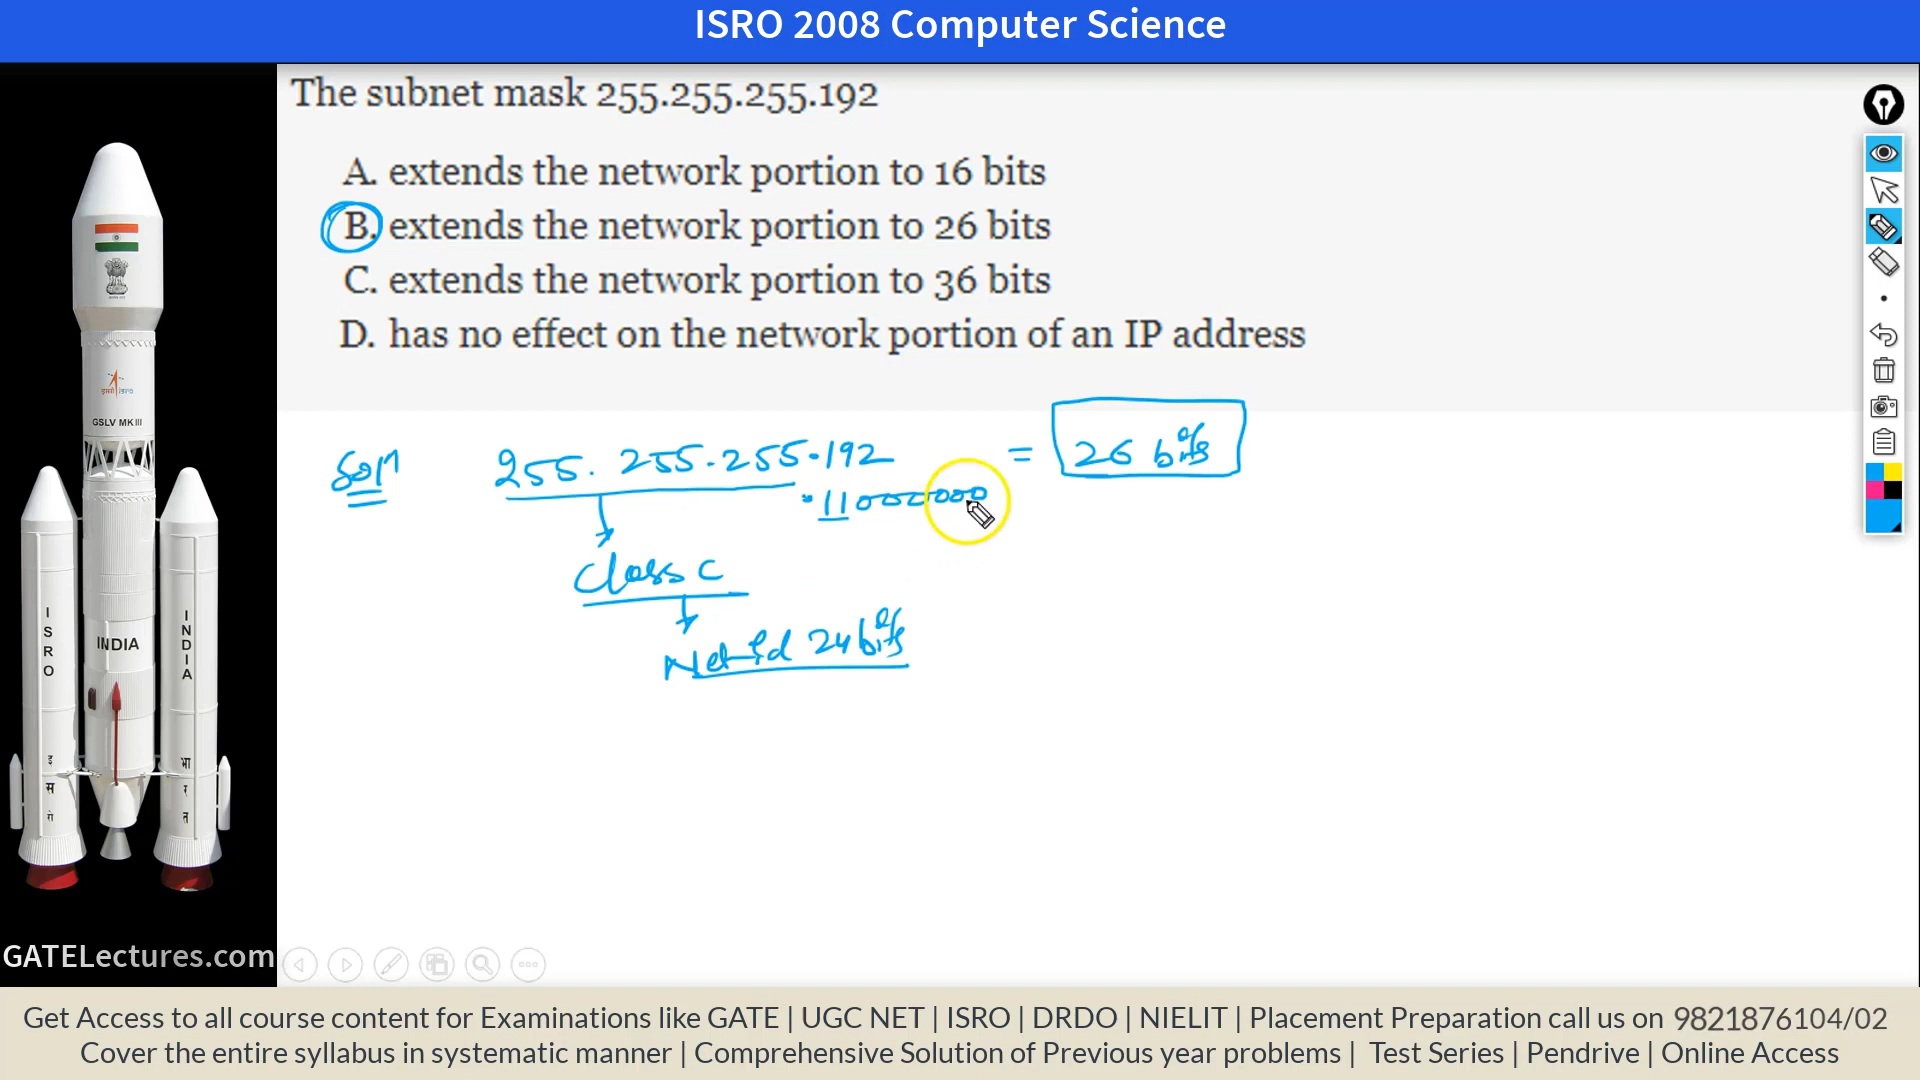 ISRO 2008 Computer Science
The subnet mask 255.255.255.192
A. extends the network portion to 16 bits
B. extends the network portion to 26 bits
C. extends the network portion to 36 bits
D. has no effect on the network portion of an IP address
Solⁿ 255. 255.255.192 = 26 bits
.11000000
Class C
Net id 24 bits
इसरो isro
GSLV MK III
ISRO
INDIA
INDIA
इ
स
रो
भा
र
त
GATELectures.com
Get Access to all course content for Examinations like GATE | UGC NET | ISRO | DRDO | NIELIT | Placement Preparation call us on 9821876104/02
Cover the entire syllabus in systematic manner | Comprehensive Solution of Previous year problems | Test Series | Pendrive | Online Access